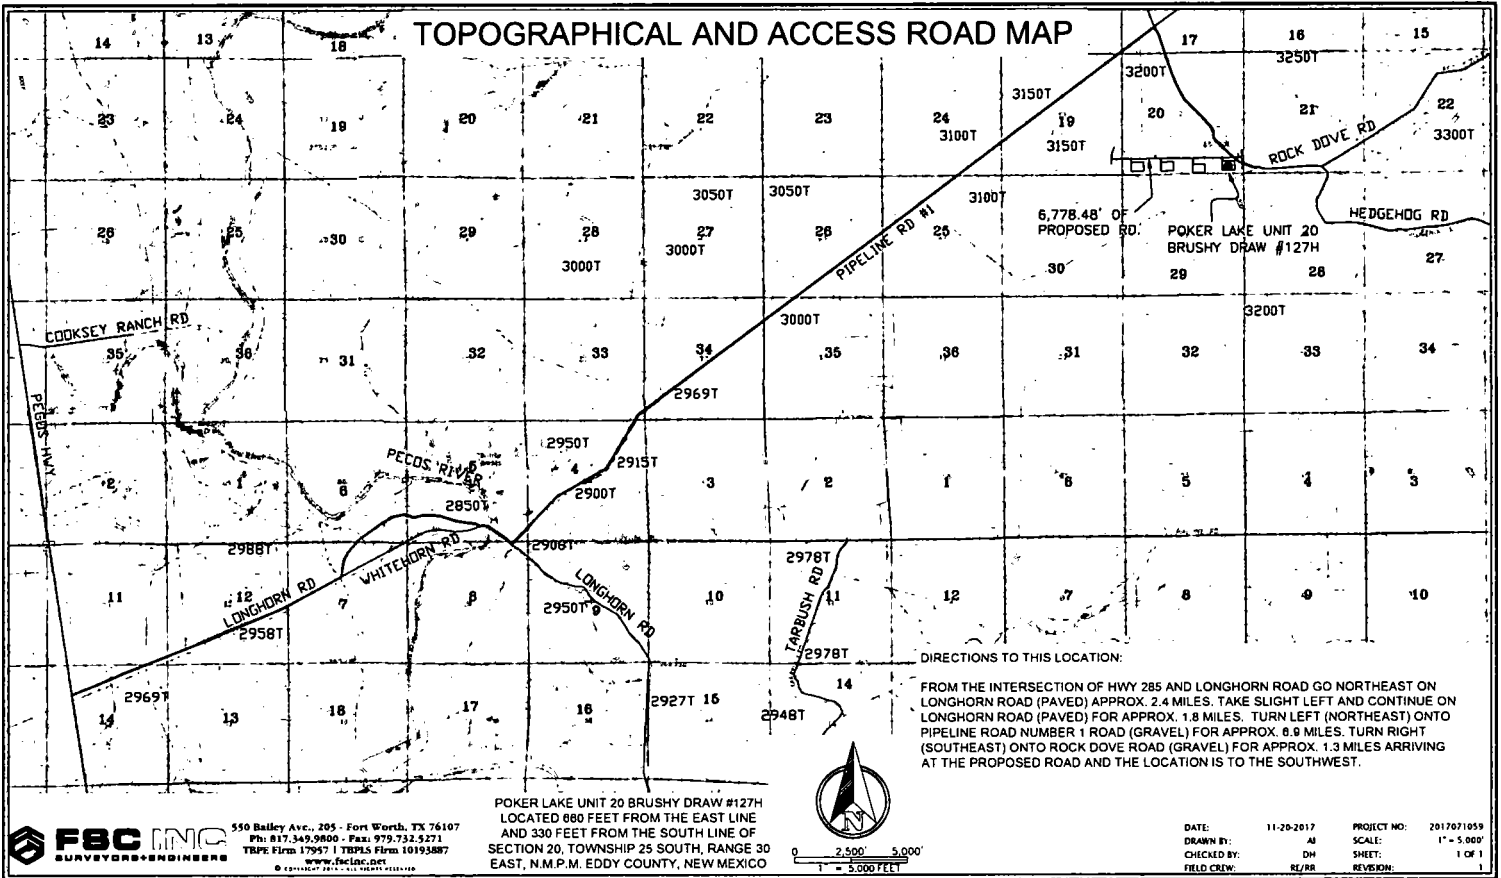 TOPOGRAPHICAL AND ACCESS ROAD MAP
14 13 18 17 16 15
3250T
3200T
3150T
23 24 19 20 21 22 23 24 19 20 21 22
3100T 3150T 3300T
ROCK DOVE RD
3050T 3050T 3100T
6,778.48' OF
PROPOSED RD.
POKER LAKE UNIT 20
BRUSHY DRAW #127H
HEDGEHOG RD
PIPELINE RD #1
26 25 30 29 28 27 26 25 30 29 28 27
3000T 3000T
3000T 3200T
COOKSEY RANCH RD
35 36 31 32 33 34 35 36 31 32 33 34
2969T
PECOS HWY
2950T
PECOS RIVER
2915T
2 1 6 5 4 3 2 1 6 5 4 3
2900T
2850T
2988T 2908T
WHITEHORN RD
LONGHORN RD
LONGHORN RD
2978T
TARBUSH RD
11 12 7 8 9 10 11 12 7 8 9 10
2950T
2958T
2978T
2969T 2927T 2948T
14 13 18 17 16 15 14
DIRECTIONS TO THIS LOCATION:
FROM THE INTERSECTION OF HWY 285 AND LONGHORN ROAD GO NORTHEAST ON
LONGHORN ROAD (PAVED) APPROX. 2.4 MILES. TAKE SLIGHT LEFT AND CONTINUE ON
LONGHORN ROAD (PAVED) FOR APPROX. 1.8 MILES. TURN LEFT (NORTHEAST) ONTO
PIPELINE ROAD NUMBER 1 ROAD (GRAVEL) FOR APPROX. 6.9 MILES. TURN RIGHT
(SOUTHEAST) ONTO ROCK DOVE ROAD (GRAVEL) FOR APPROX. 1.3 MILES ARRIVING
AT THE PROPOSED ROAD AND THE LOCATION IS TO THE SOUTHWEST.
FSC INC
SURVEYORS+ENGINEERS
550 Bailey Ave., 205 - Fort Worth, TX 76107
Ph: 817.349.9800 - Fax: 979.732.5271
TBPE Firm 17957 | TBPLS Firm 10193887
www.fscinc.net
© COPYRIGHT 2016 - ALL RIGHTS RESERVED
POKER LAKE UNIT 20 BRUSHY DRAW #127H
LOCATED 660 FEET FROM THE EAST LINE
AND 330 FEET FROM THE SOUTH LINE OF
SECTION 20, TOWNSHIP 25 SOUTH, RANGE 30
EAST, N.M.P.M. EDDY COUNTY, NEW MEXICO
N
0 2,500' 5,000'
1" = 5,000 FEET
DATE: 11-20-2017 PROJECT NO: 2017071059
DRAWN BY: AI SCALE: 1" = 5,000'
CHECKED BY: DH SHEET: 1 OF 1
FIELD CREW: RE/RR REVISION: 1